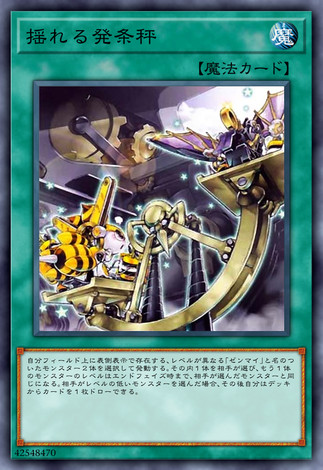 揺れる発条秤
魔
【魔法カード】
自分フィールド上に表側表示で存在する、レベルが異なる「ゼンマイ」と名のつ
いたモンスター２体を選択して発動する。その内１体を相手が選び、もう１体
のモンスターのレベルはエンドフェイズ時まで、相手が選んだモンスターと同
じになる。相手がレベルの低いモンスターを選んだ場合、その後自分はデッキ
からカードを１枚ドローできる。
42548470